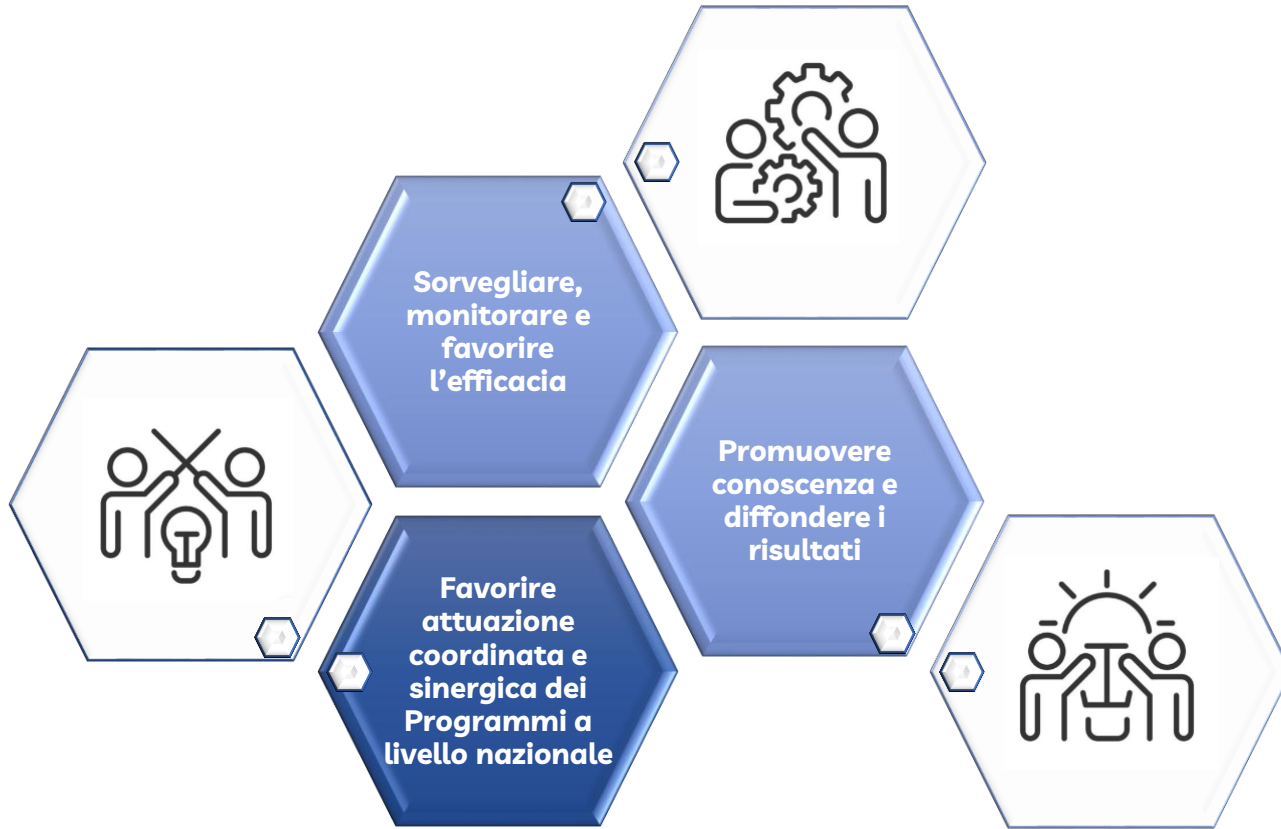 Sorvegliare,
monitorare e
favorire
l’efficacia
Promuovere
conoscenza e
diffondere i
risultati
Favorire
attuazione
coordinata e
sinergica dei
Programmi a
livello nazionale